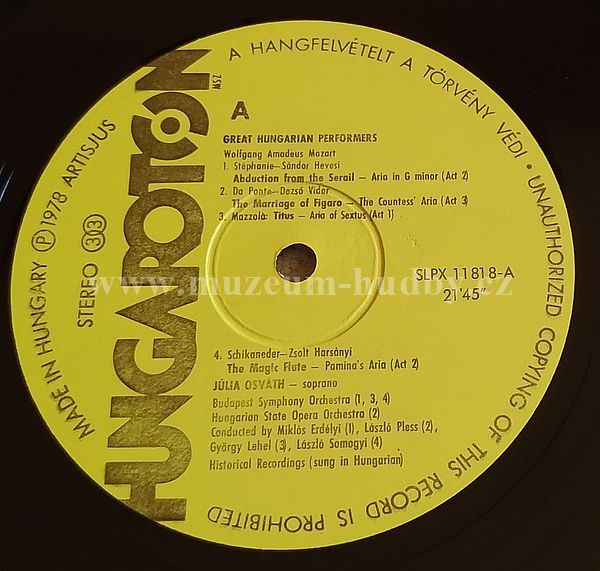 A HANGFELVÉTELT A TÖRVÉNY VÉDI • UNAUTHORIZED COPYING OF THIS RECORD IS PROHIBITED
MADE IN HUNGARY Ⓟ 1978 ARTISJUS
STEREO 33
HUNGAROTON
MSZ
A
GREAT HUNGARIAN PERFORMERS
Wolfgang Amadeus Mozart
1. Stéphanie—Sándor Hevesi
Abduction from the Serail — Aria in G minor (Act 2)
2. Da Ponte—Dezső Vidor
The Marriage of Figaro — The Countess' Aria (Act 3)
3. Mazzola: Titus — Aria of Sextus (Act 1)
SLPX 11818-A
21'45"
www.muzeum-hudby.cz
4. Schikaneder—Zsolt Harsányi
The Magic Flute — Pamina's Aria (Act 2)
JÚLIA OSVÁTH — soprano
Budapest Symphony Orchestra (1, 3, 4)
Hungarian State Opera Orchestra (2)
Conducted by Miklós Erdélyi (1), László Pless (2),
György Lehel (3), László Somogyi (4)
Historical Recordings (sung in Hungarian)